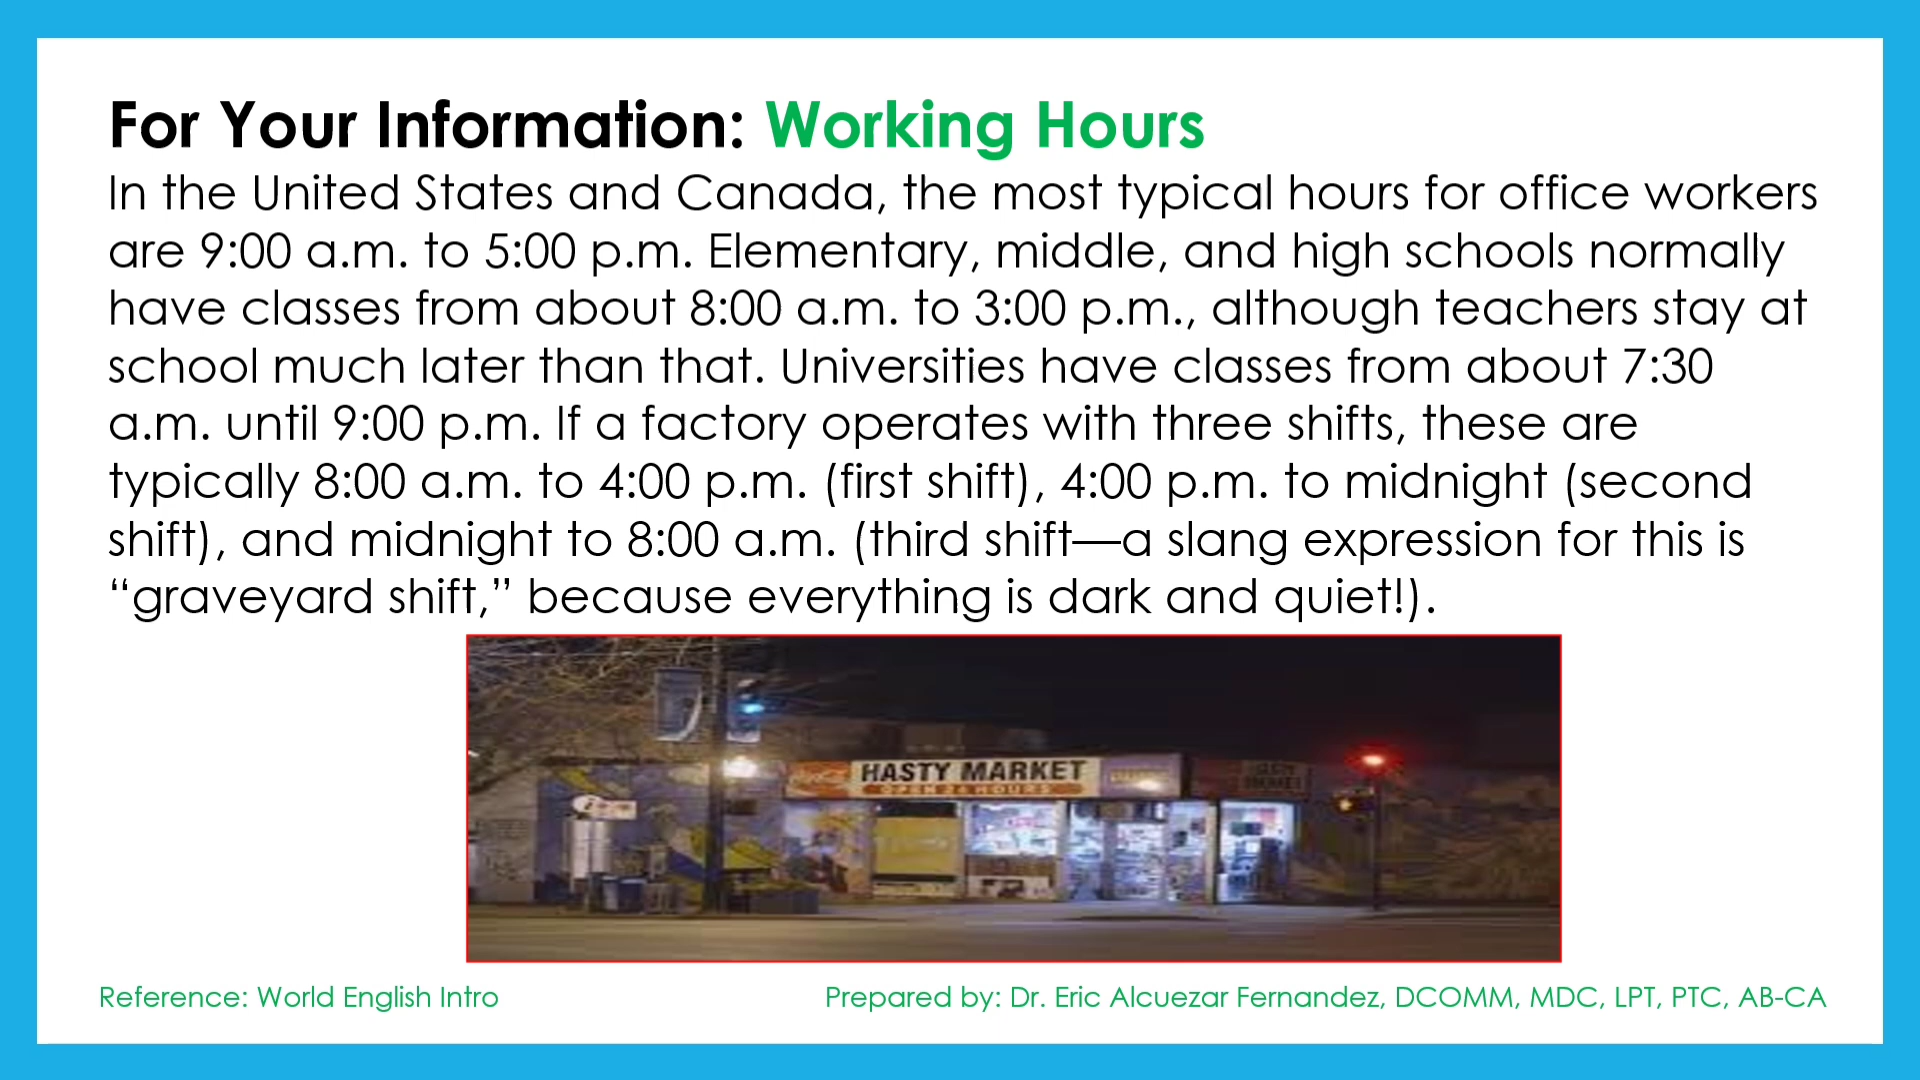 For Your Information: Working Hours
In the United States and Canada, the most typical hours for office workers
are 9:00 a.m. to 5:00 p.m. Elementary, middle, and high schools normally
have classes from about 8:00 a.m. to 3:00 p.m., although teachers stay at
school much later than that. Universities have classes from about 7:30
a.m. until 9:00 p.m. If a factory operates with three shifts, these are
typically 8:00 a.m. to 4:00 p.m. (first shift), 4:00 p.m. to midnight (second
shift), and midnight to 8:00 a.m. (third shift—a slang expression for this is
“graveyard shift,” because everything is dark and quiet!).
HASTY MARKET
OPEN 24 HOURS
Reference: World English Intro
Prepared by: Dr. Eric Alcuezar Fernandez, DCOMM, MDC, LPT, PTC, AB-CA